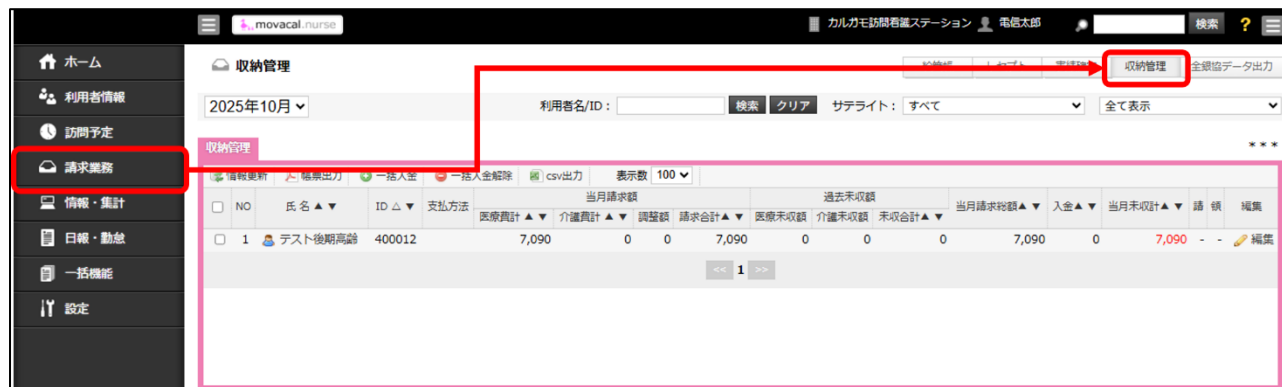 movacal.nurse カルガモ訪問看護ステーション 電信太郎 検索 ?
ホーム
利用者情報
訪問予定
請求業務
情報・集計
日報・勤怠
一括機能
設定
収納管理 レセプト 収納管理 全銀協データ出力
2025年10月 利用者名/ID： 検索 クリア サテライト： すべて 全て表示
収納管理 ***
情報更新 帳票出力 一括入金 一括入金解除 csv出力 表示数 100
当月請求額 過去未収額
NO 氏名▲▼ ID△▼ 支払方法 医療費計▲▼ 介護費計▲▼ 調整額 請求合計▲▼ 医療未収額 介護未収額 未収合計▲▼ 当月請求総額▲▼ 入金▲▼ 当月未収計▲▼ 請 領 編集
1 テスト後期高齢 400012 7,090 0 0 7,090 0 0 0 7,090 0 7,090 - - 編集
<< 1 >>